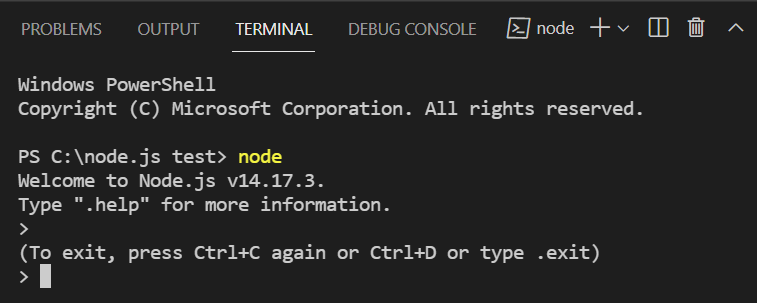 PROBLEMS OUTPUT TERMINAL DEBUG CONSOLE node
Windows PowerShell
Copyright (C) Microsoft Corporation. All rights reserved.
PS C:\node.js test> node
Welcome to Node.js v14.17.3.
Type ".help" for more information.
>
(To exit, press Ctrl+C again or Ctrl+D or type .exit)
>